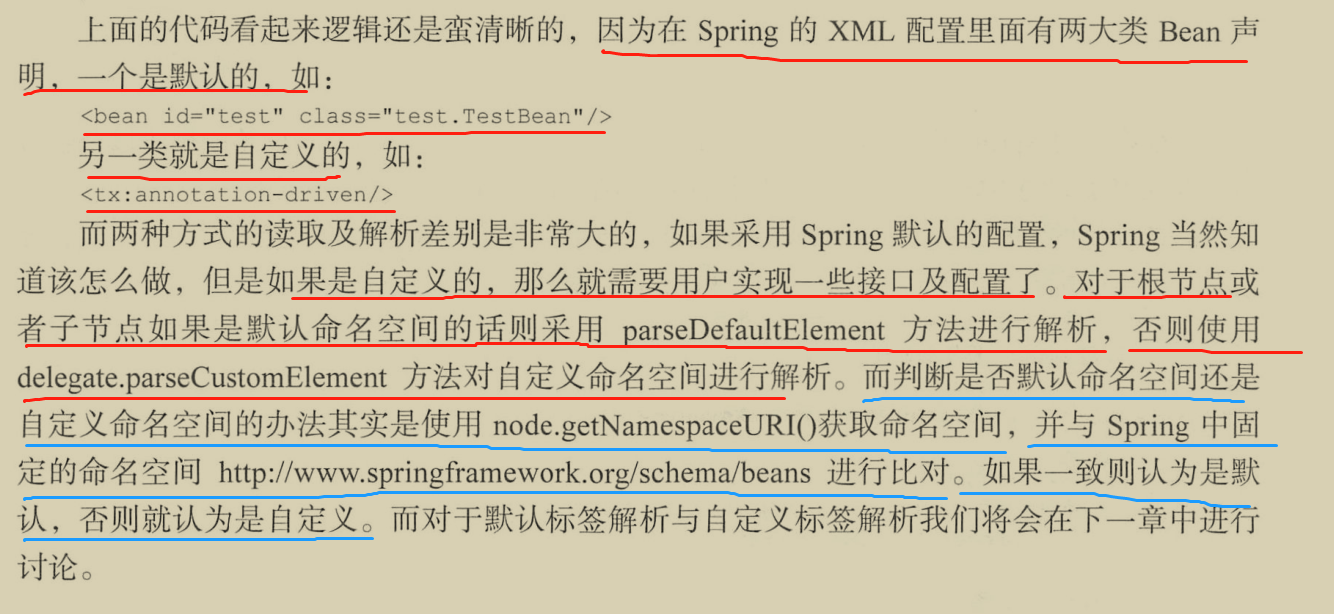 上面的代码看起来逻辑还是蛮清晰的，因为在 Spring 的 XML 配置里面有两大类 Bean 声
明，一个是默认的，如：
<bean id="test" class="test.TestBean"/>
另一类就是自定义的，如：
<tx:annotation-driven/>
而两种方式的读取及解析差别是非常大的，如果采用 Spring 默认的配置，Spring 当然知
道该怎么做，但是如果是自定义的，那么就需要用户实现一些接口及配置了。对于根节点或
者子节点如果是默认命名空间的话则采用 parseDefaultElement 方法进行解析，否则使用
delegate.parseCustomElement 方法对自定义命名空间进行解析。而判断是否默认命名空间还是
自定义命名空间的办法其实是使用 node.getNamespaceURI()获取命名空间，并与 Spring 中固
定的命名空间 http://www.springframework.org/schema/beans 进行比对。如果一致则认为是默
认，否则就认为是自定义。而对于默认标签解析与自定义标签解析我们将会在下一章中进行
讨论。